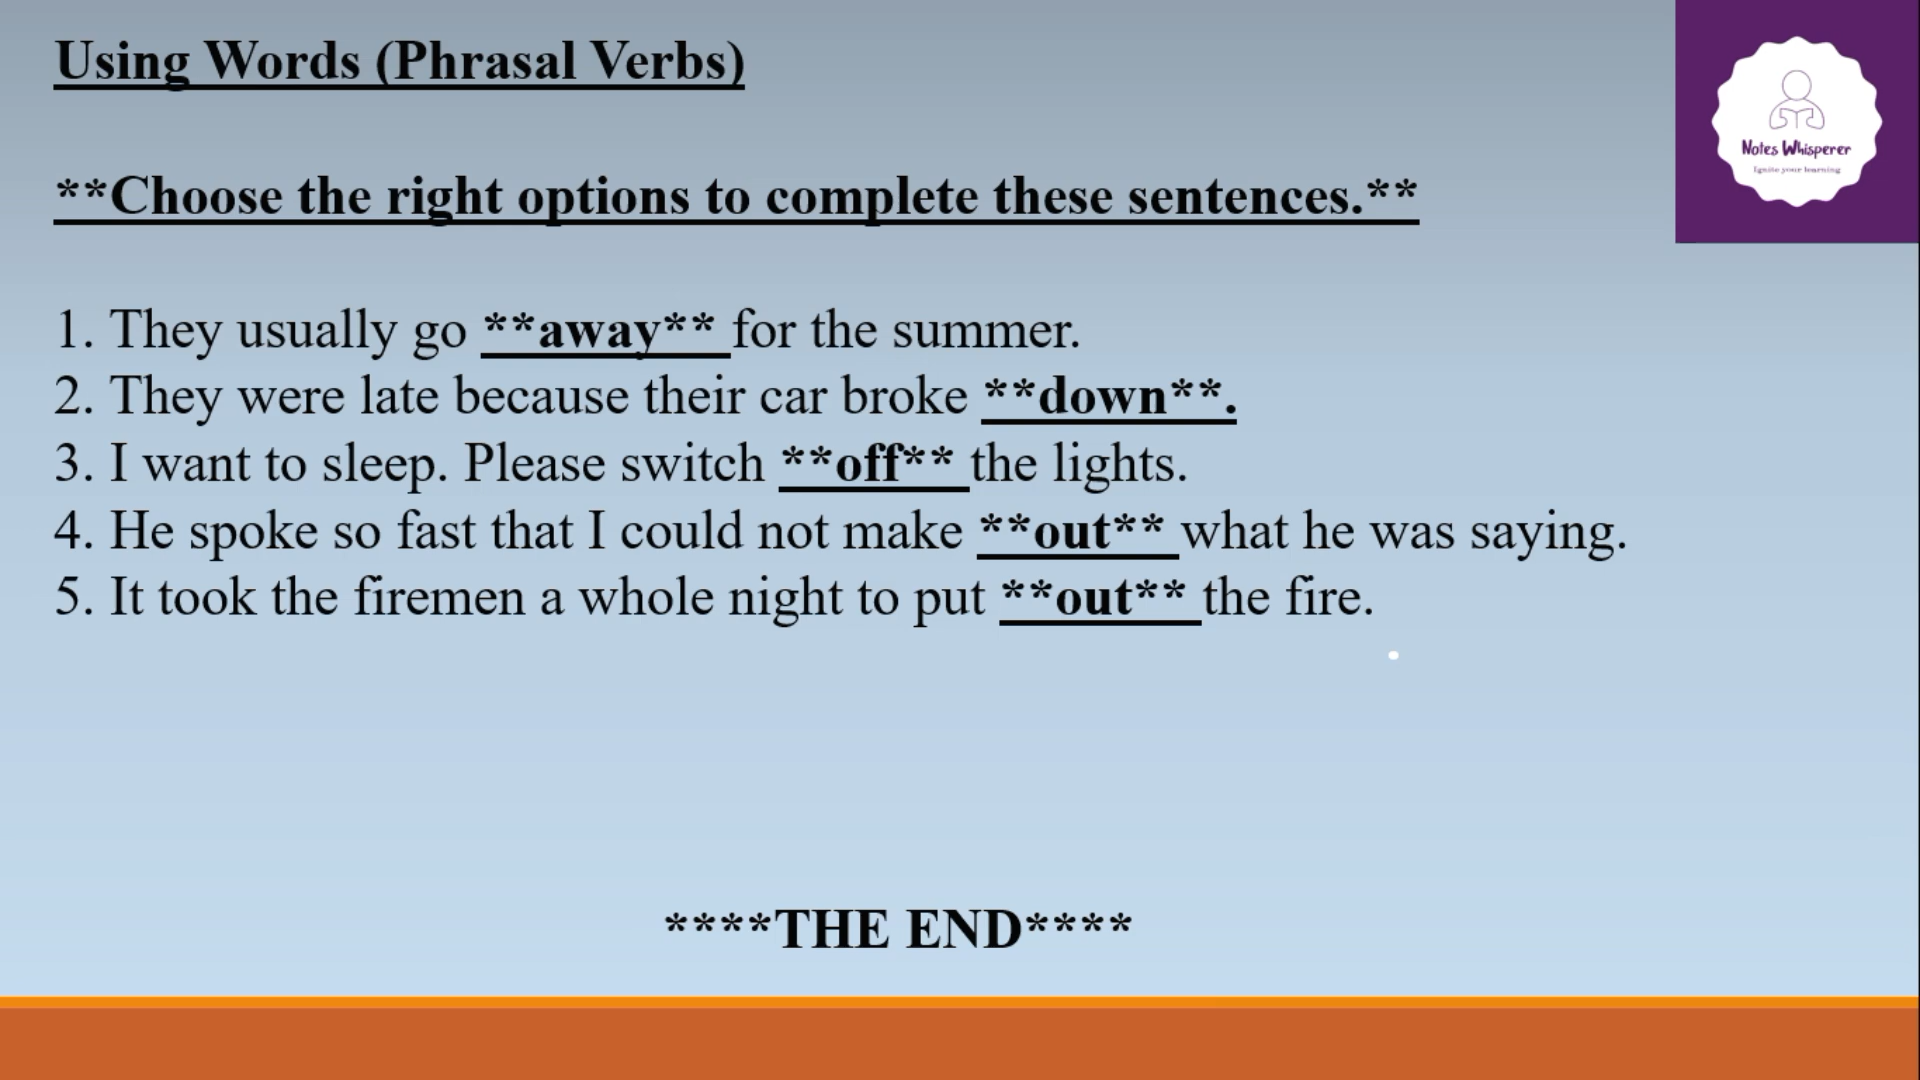 Using Words (Phrasal Verbs)
**Choose the right options to complete these sentences.**
1. They usually go **away** for the summer.
2. They were late because their car broke **down**.
3. I want to sleep. Please switch **off** the lights.
4. He spoke so fast that I could not make **out** what he was saying.
5. It took the firemen a whole night to put **out** the fire.
****THE END****
Notes Whisperer
Ignite your learning